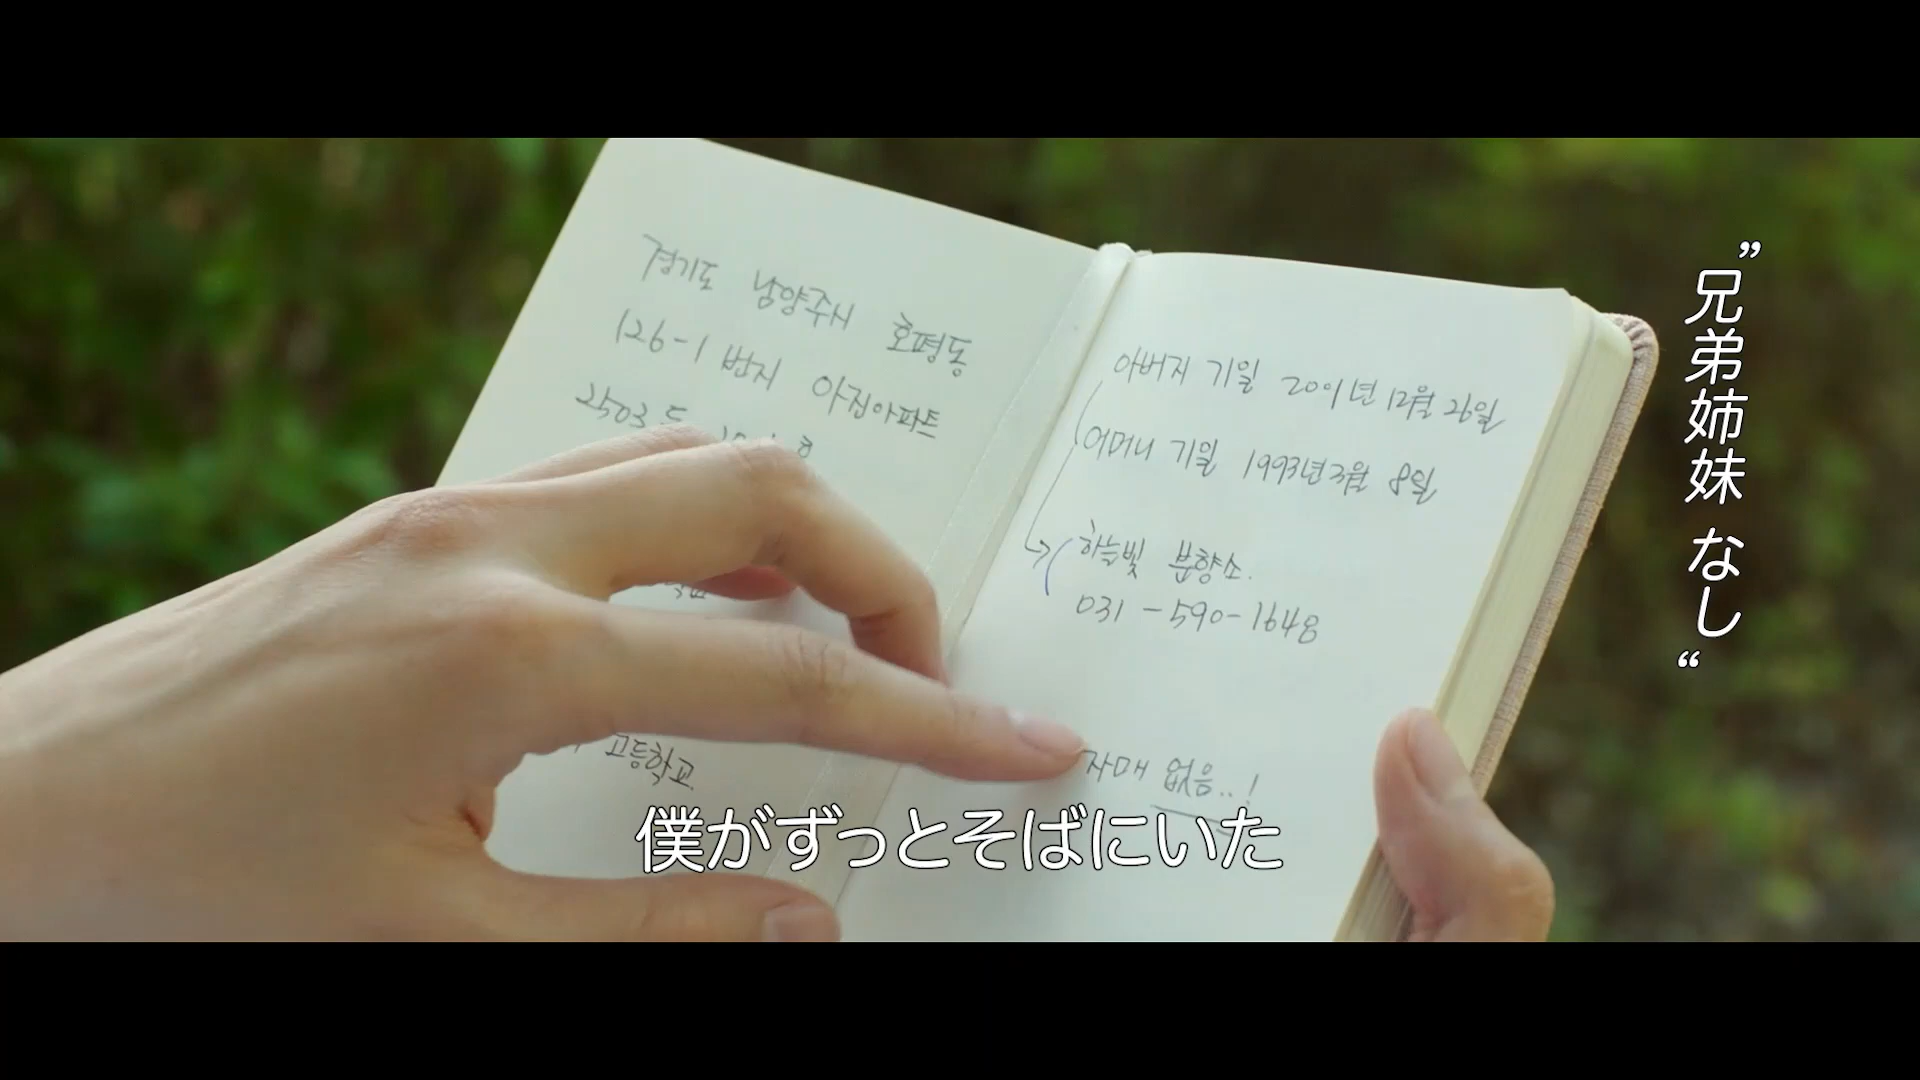 경기도 남양주시 호평동
126-1 번지 아진아파트
2503 동
고등학교.
아버지 기일 2001년 12월 26일
어머니 기일 1993년 3월 8일
하늘빛 분향소.
031-590-1648
자매 없음..!
"兄弟姉妹 なし"
僕がずっとそばにいた